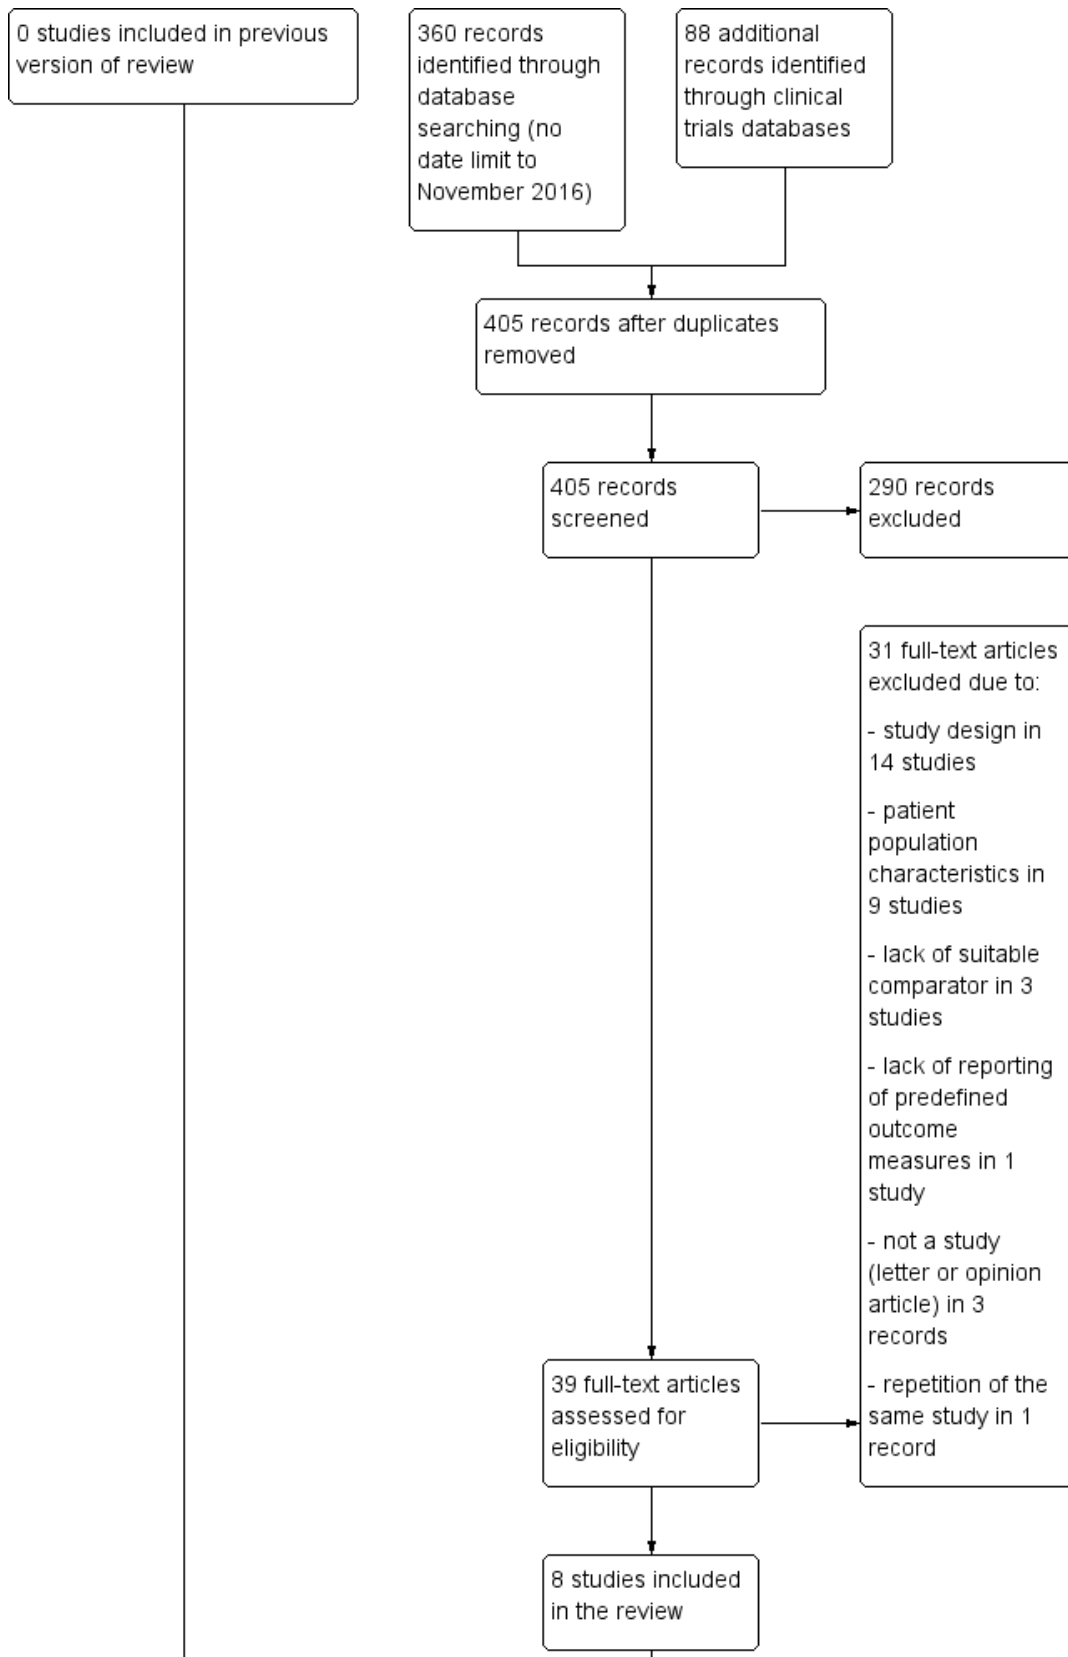 0 studies included in previous
version of review
360 records
identified through
database
searching (no
date limit to
November 2016)
88 additional
records identified
through clinical
trials databases
405 records after duplicates
removed
405 records
screened
290 records
excluded
31 full-text articles
excluded due to:
- study design in
14 studies
- patient
population
characteristics in
9 studies
- lack of suitable
comparator in 3
studies
- lack of reporting
of predefined
outcome
measures in 1
study
- not a study
(letter or opinion
article) in 3
records
- repetition of the
same study in 1
record
39 full-text articles
assessed for
eligibility
8 studies included
in the review